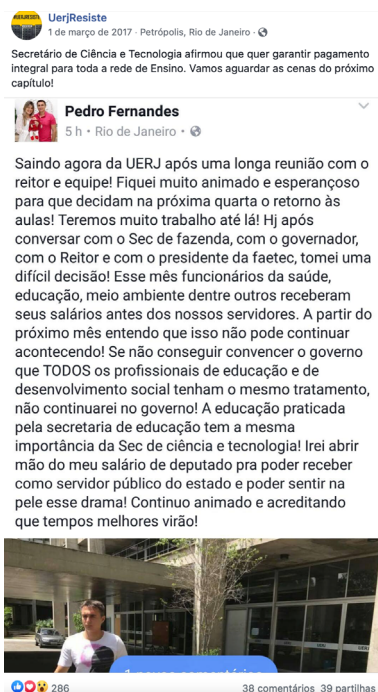 UerjResiste
1 de março de 2017 · Petrópolis, Rio de Janeiro ·
Secretário de Ciência e Tecnologia afirmou que quer garantir pagamento
integral para toda a rede de Ensino. Vamos aguardar as cenas do próximo
capítulo!
Pedro Fernandes
5 h • Rio de Janeiro •
Saindo agora da UERJ após uma longa reunião com o
reitor e equipe! Fiquei muito animado e esperançoso
para que decidam na próxima quarta o retorno às
aulas! Teremos muito trabalho até lá! Hj após
conversar com o Sec de fazenda, com o governador,
com o Reitor e com o presidente da faetec, tomei uma
difícil decisão! Esse mês funcionários da saúde,
educação, meio ambiente dentre outros receberam
seus salários antes dos nossos servidores. A partir do
próximo mês entendo que isso não pode continuar
acontecendo! Se não conseguir convencer o governo
que TODOS os profissionais de educação e de
desenvolvimento social tenham o mesmo tratamento,
não continuarei no governo! A educação praticada
pela secretaria de educação tem a mesma
importância da Sec de ciência e tecnologia! Irei abrir
mão do meu salário de deputado pra poder receber
como servidor público do estado e poder sentir na
pele esse drama! Continuo animado e acreditando
que tempos melhores virão!
286
38 comentários 39 partilhas